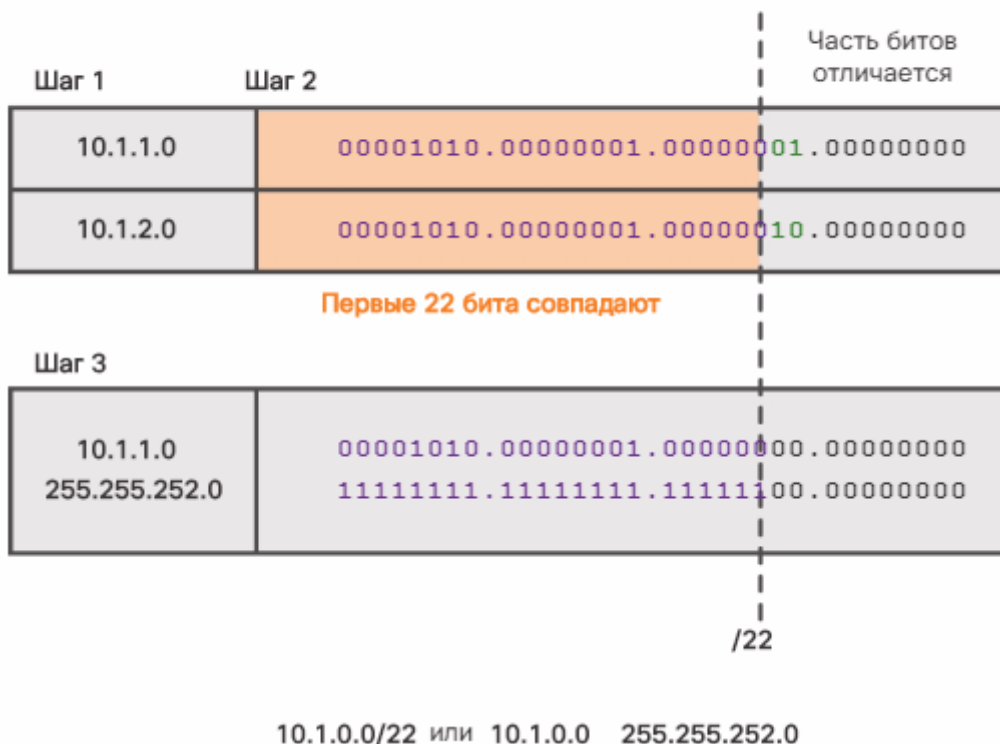 Часть битов
отличается
Шаг 1 Шаг 2
10.1.1.0 00001010.00000001.00000001.00000000
10.1.2.0 00001010.00000001.00000010.00000000
Первые 22 бита совпадают
Шаг 3
10.1.1.0 00001010.00000001.00000000.00000000
255.255.252.0 11111111.11111111.11111100.00000000
/22
10.1.0.0/22 или 10.1.0.0 255.255.252.0